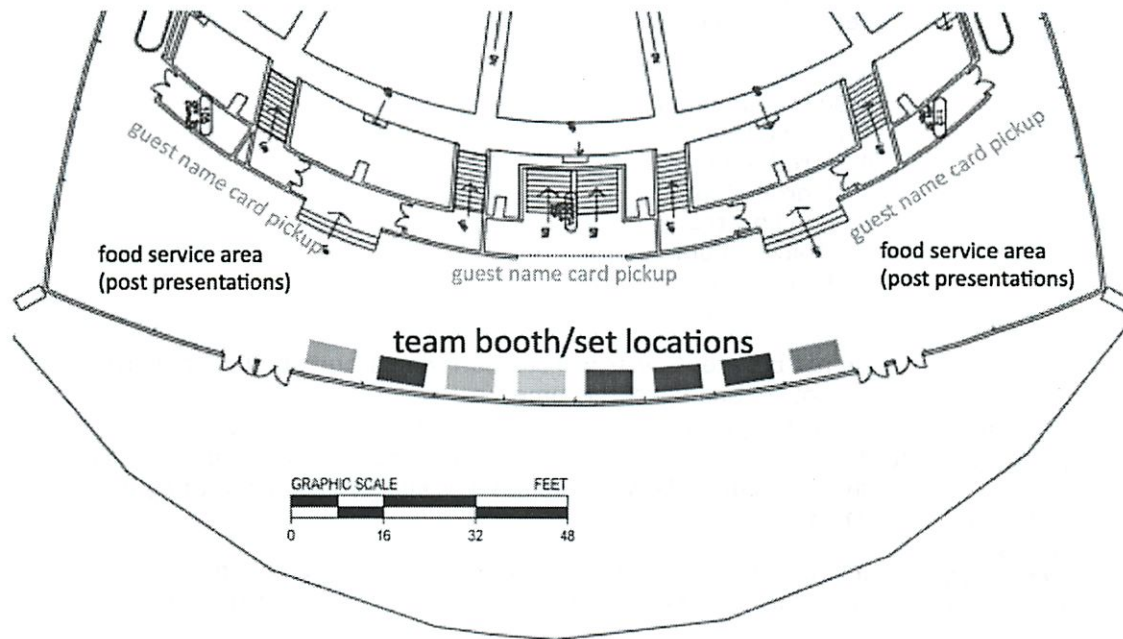 guest name card pickup
guest name card pickup
food service area
(post presentations)
guest name card pickup
food service area
(post presentations)
team booth/set locations
GRAPHIC SCALE FEET
0 16 32 48